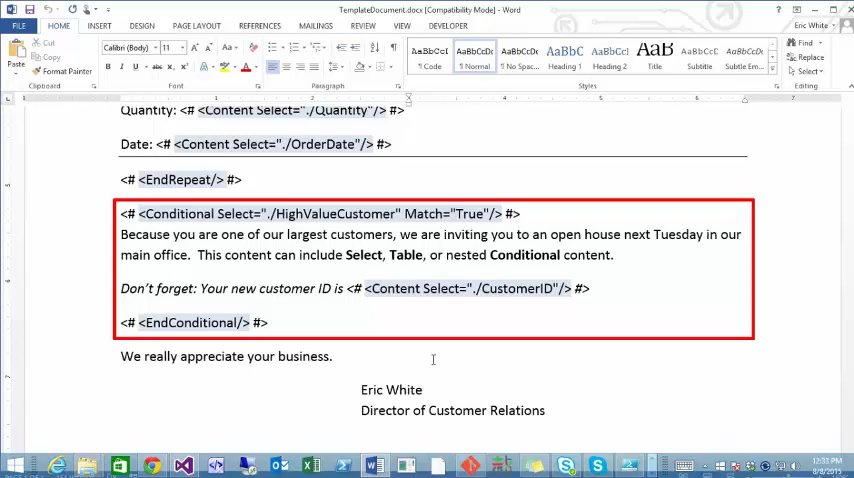 TemplateDocument.docx [Compatibility Mode] - Word
FILE HOME INSERT DESIGN PAGE LAYOUT REFERENCES MAILINGS REVIEW VIEW DEVELOPER Eric White
Cut
Copy
Format Painter
Paste
Clipboard
Calibri (Body) 11
Font
Paragraph
AaBbCcDc AaBbCcDc AaBbCcDc AaBbC AaBbCc AaB AaBbCcD AaBbCcDc
¶ Code ¶ Normal ¶ No Spac... Heading 1 Heading 2 Title Subtitle Subtle Em...
Styles
Find
Replace
Select
Editing
Quantity: <# <Content Select="./Quantity"/> #>
Date: <# <Content Select="./OrderDate"/> #>
<# <EndRepeat/> #>
<# <Conditional Select="./HighValueCustomer" Match="True"/> #>
Because you are one of our largest customers, we are inviting you to an open house next Tuesday in our
main office.  This content can include Select, Table, or nested Conditional content.
Don't forget: Your new customer ID is <# <Content Select="./CustomerID"/> #>
<# <EndConditional/> #>
We really appreciate your business.
Eric White
Director of Customer Relations
12:33 PM
8/8/2015